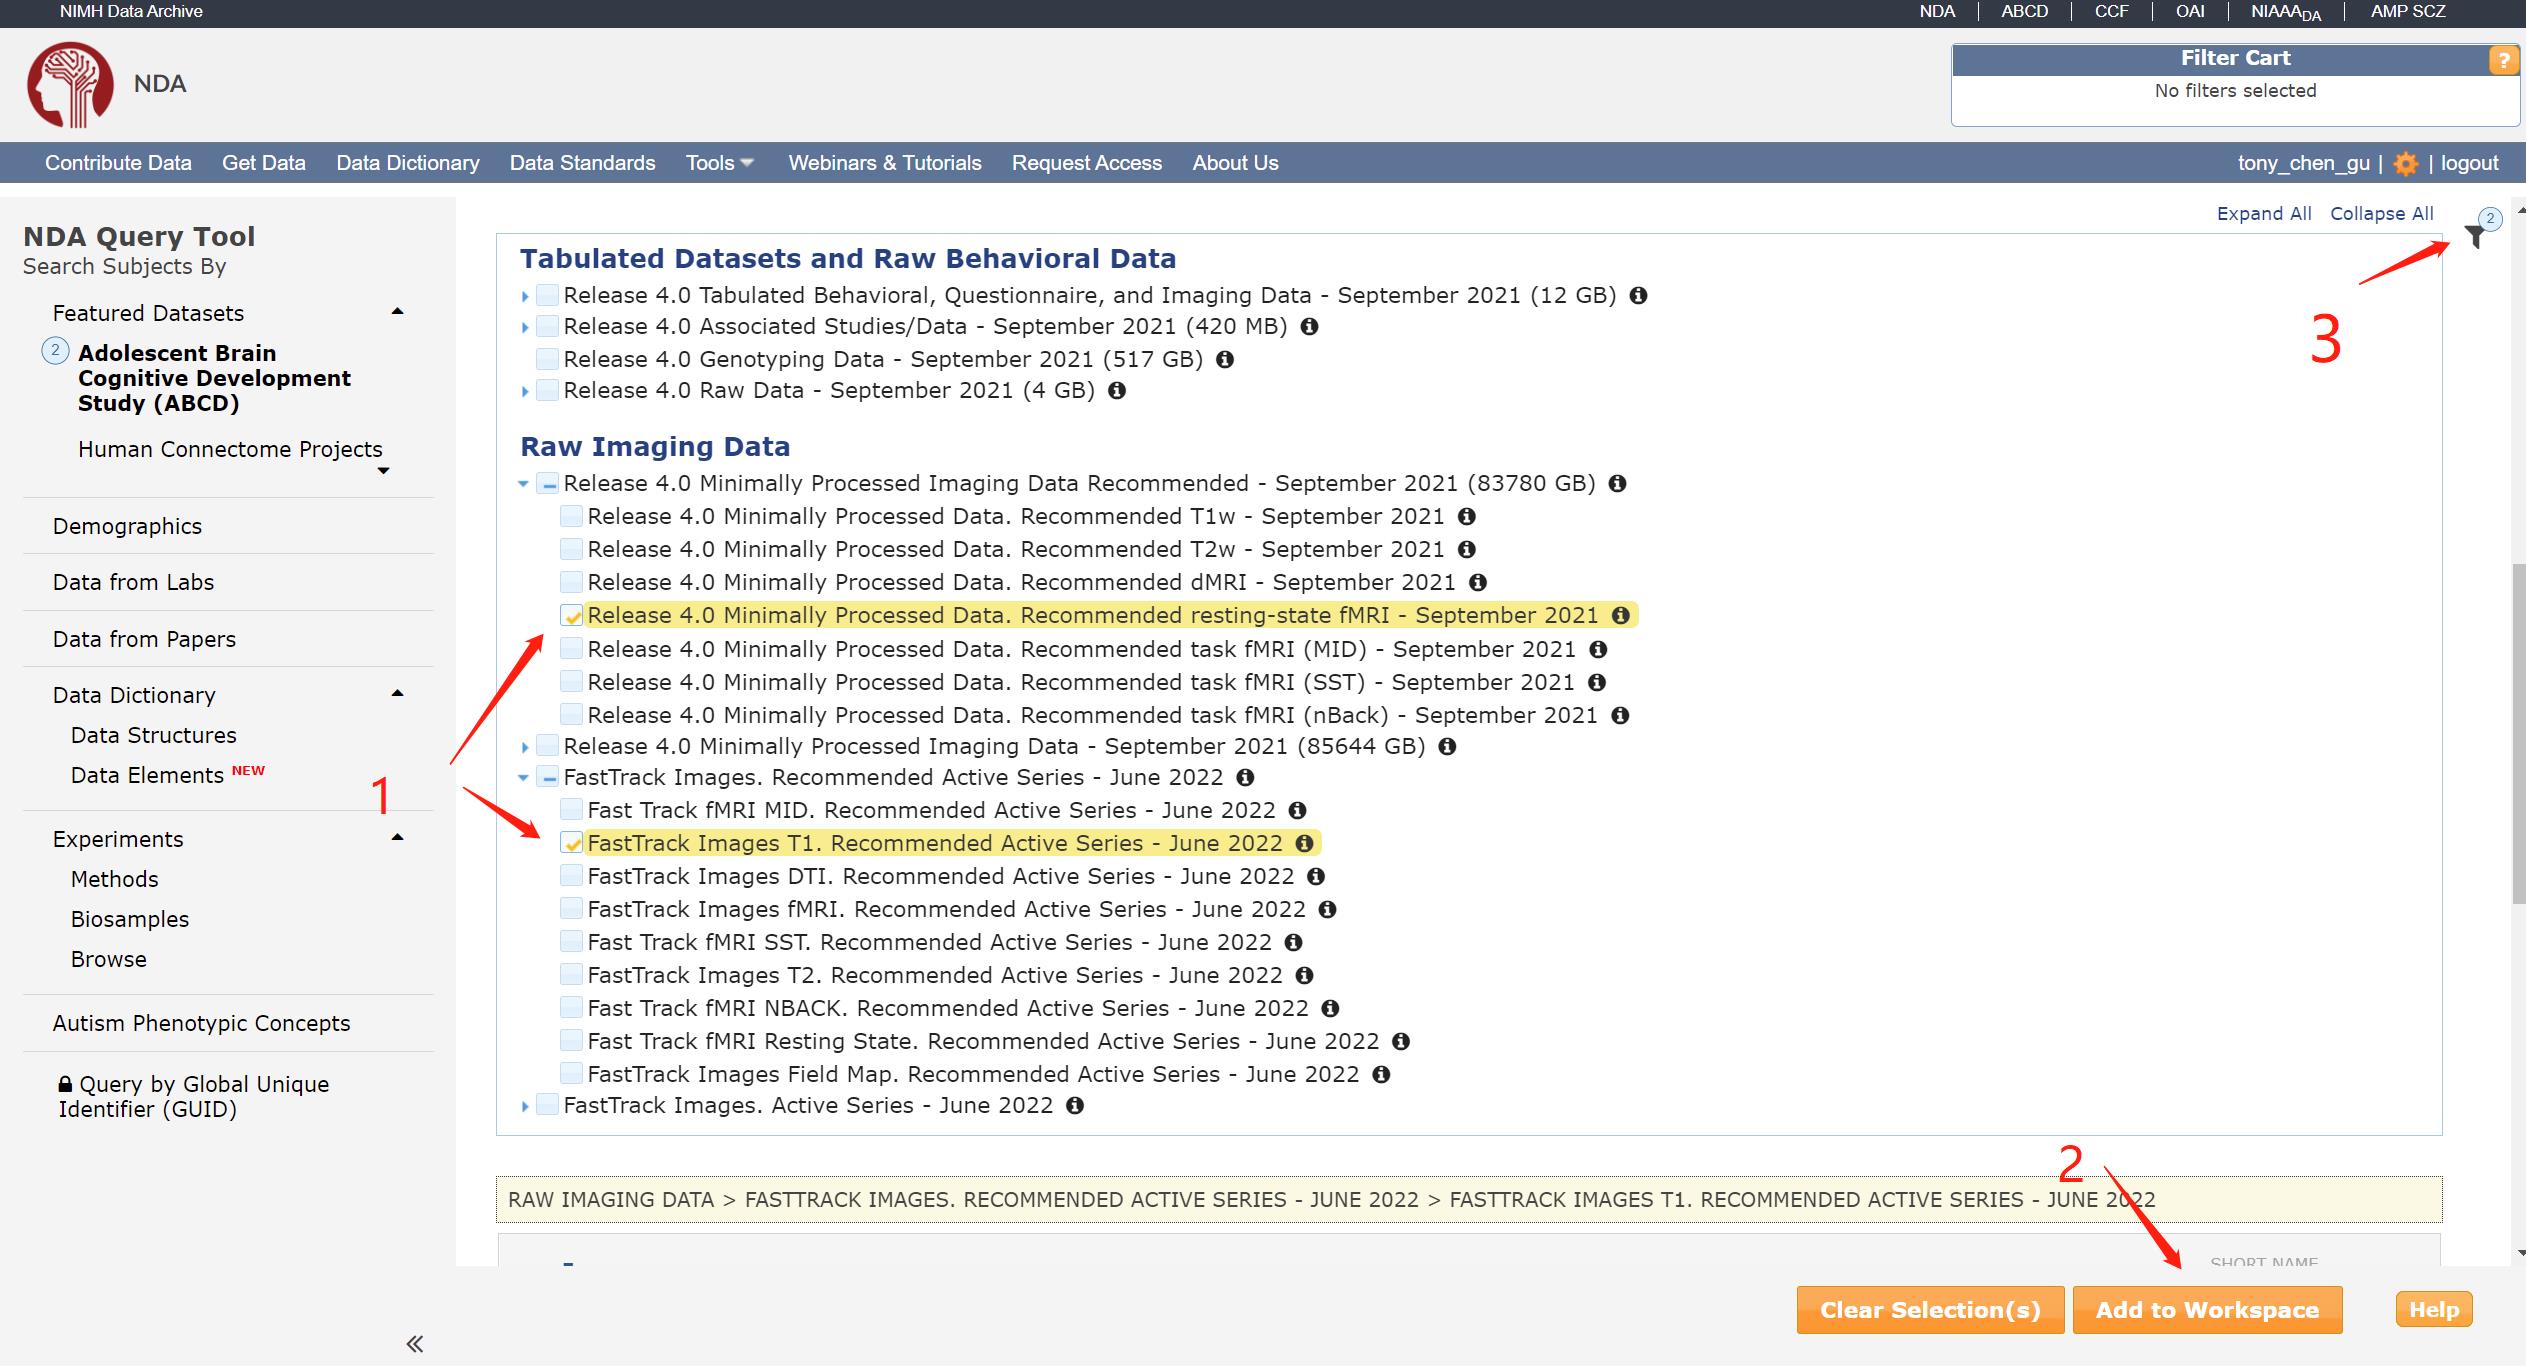 NIMH Data Archive
NDA | ABCD | CCF | OAI | NIAAADA | AMP SCZ
NDA
Filter Cart
?
No filters selected
Contribute Data
Get Data
Data Dictionary
Data Standards
Tools
Webinars & Tutorials
Request Access
About Us
tony_chen_gu | | logout
NDA Query Tool
Search Subjects By
Featured Datasets
2
Adolescent Brain
Cognitive Development
Study (ABCD)
Human Connectome Projects
Demographics
Data from Labs
Data from Papers
Data Dictionary
Data Structures
Data Elements NEW
Experiments
Methods
Biosamples
Browse
Autism Phenotypic Concepts
Query by Global Unique
Identifier (GUID)
«
Expand All Collapse All
2
3
Tabulated Datasets and Raw Behavioral Data
Release 4.0 Tabulated Behavioral, Questionnaire, and Imaging Data - September 2021 (12 GB)
Release 4.0 Associated Studies/Data - September 2021 (420 MB)
Release 4.0 Genotyping Data - September 2021 (517 GB)
Release 4.0 Raw Data - September 2021 (4 GB)
Raw Imaging Data
Release 4.0 Minimally Processed Imaging Data Recommended - September 2021 (83780 GB)
Release 4.0 Minimally Processed Data. Recommended T1w - September 2021
Release 4.0 Minimally Processed Data. Recommended T2w - September 2021
Release 4.0 Minimally Processed Data. Recommended dMRI - September 2021
Release 4.0 Minimally Processed Data. Recommended resting-state fMRI - September 2021
Release 4.0 Minimally Processed Data. Recommended task fMRI (MID) - September 2021
Release 4.0 Minimally Processed Data. Recommended task fMRI (SST) - September 2021
Release 4.0 Minimally Processed Data. Recommended task fMRI (nBack) - September 2021
Release 4.0 Minimally Processed Imaging Data - September 2021 (85644 GB)
1
FastTrack Images. Recommended Active Series - June 2022
Fast Track fMRI MID. Recommended Active Series - June 2022
FastTrack Images T1. Recommended Active Series - June 2022
FastTrack Images DTI. Recommended Active Series - June 2022
FastTrack Images fMRI. Recommended Active Series - June 2022
Fast Track fMRI SST. Recommended Active Series - June 2022
FastTrack Images T2. Recommended Active Series - June 2022
Fast Track fMRI NBACK. Recommended Active Series - June 2022
Fast Track fMRI Resting State. Recommended Active Series - June 2022
FastTrack Images Field Map. Recommended Active Series - June 2022
FastTrack Images. Active Series - June 2022
2
RAW IMAGING DATA > FASTTRACK IMAGES. RECOMMENDED ACTIVE SERIES - JUNE 2022 > FASTTRACK IMAGES T1. RECOMMENDED ACTIVE SERIES - JUNE 2022
SHORT NAME
Clear Selection(s)
Add to Workspace
Help